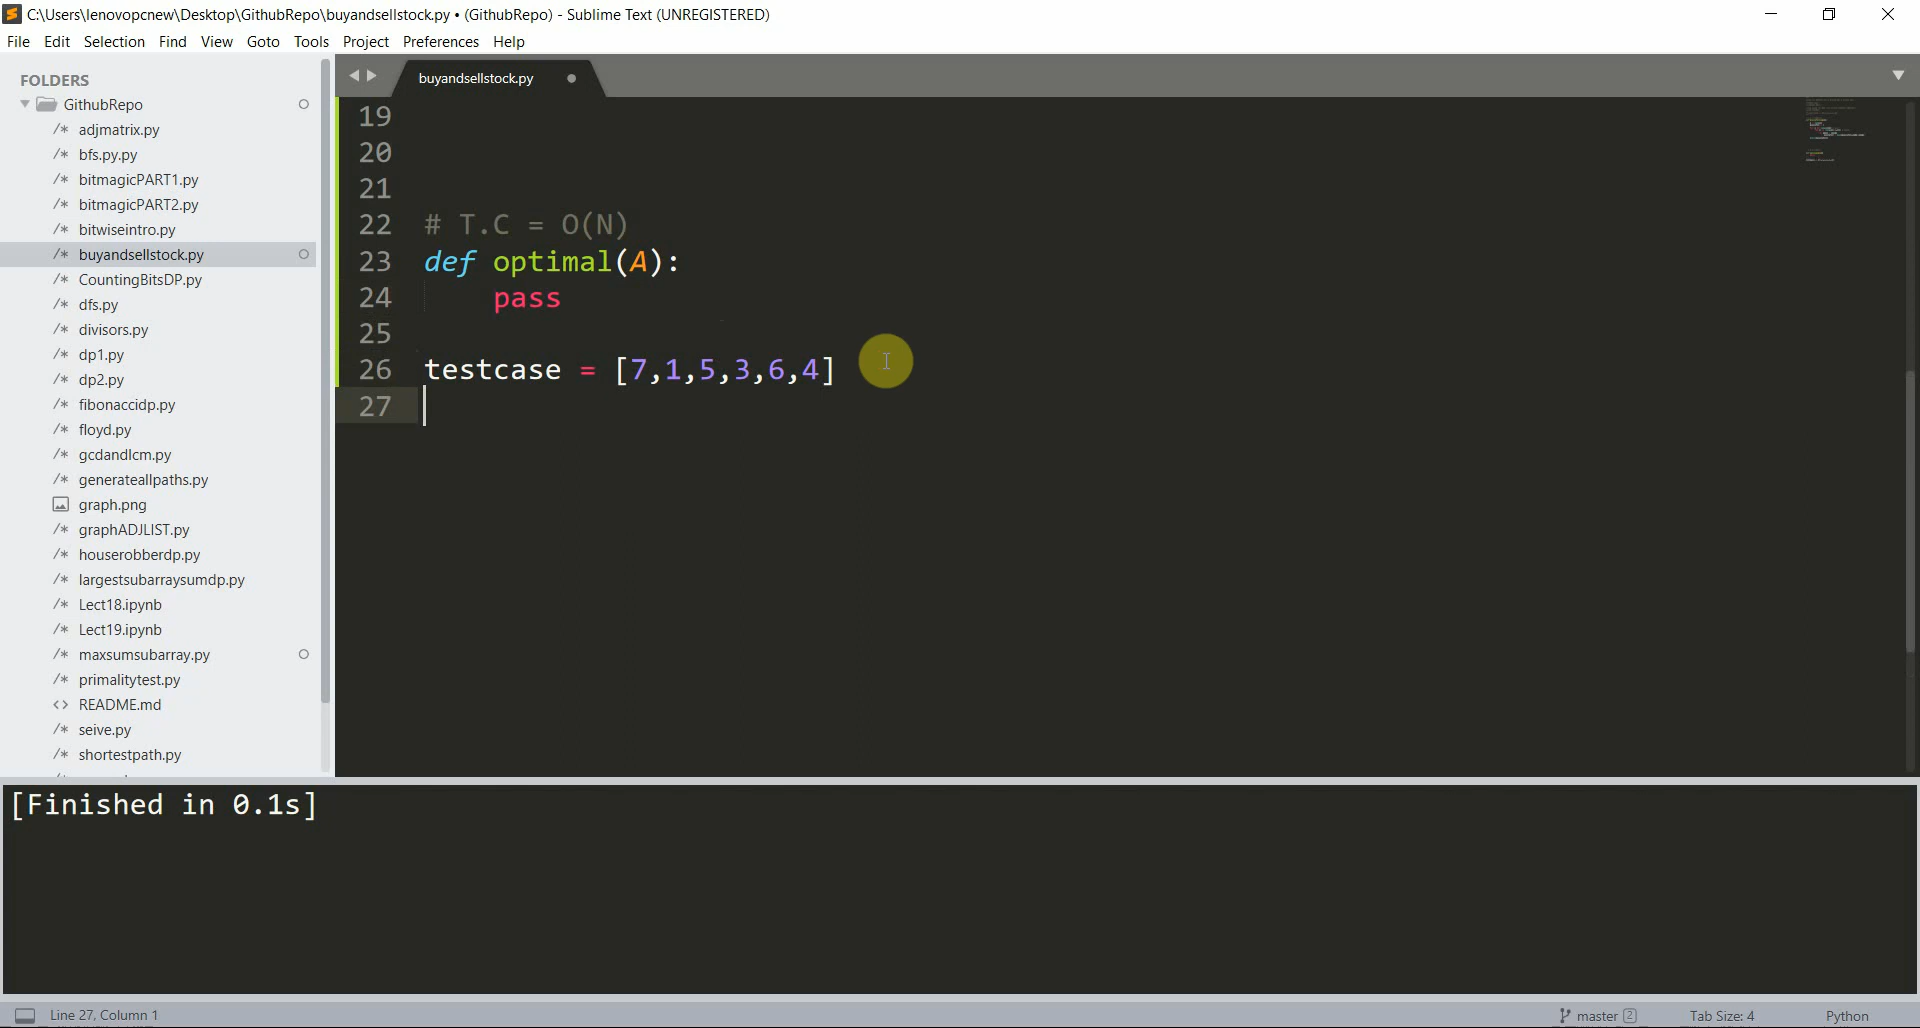 C:\Users\lenovopcnew\Desktop\GithubRepo\buyandsellstock.py • (GithubRepo) - Sublime Text (UNREGISTERED)
File Edit Selection Find View Goto Tools Project Preferences Help
FOLDERS
GithubRepo
adjmatrix.py
bfs.py.py
bitmagicPART1.py
bitmagicPART2.py
bitwiseintro.py
buyandsellstock.py
CountingBitsDP.py
dfs.py
divisors.py
dp1.py
dp2.py
fibonaccidp.py
floyd.py
gcdandlcm.py
generateallpaths.py
graph.png
graphADJLIST.py
houserobberdp.py
largestsubarraysumdp.py
Lect18.ipynb
Lect19.ipynb
maxsumsubarray.py
primalitytest.py
README.md
seive.py
shortestpath.py
buyandsellstock.py
19
20
21
22 # T.C = O(N)
23 def optimal(A):
24 pass
25
26 testcase = [7,1,5,3,6,4]
27
[Finished in 0.1s]
Line 27, Column 1
master 2
Tab Size: 4
Python